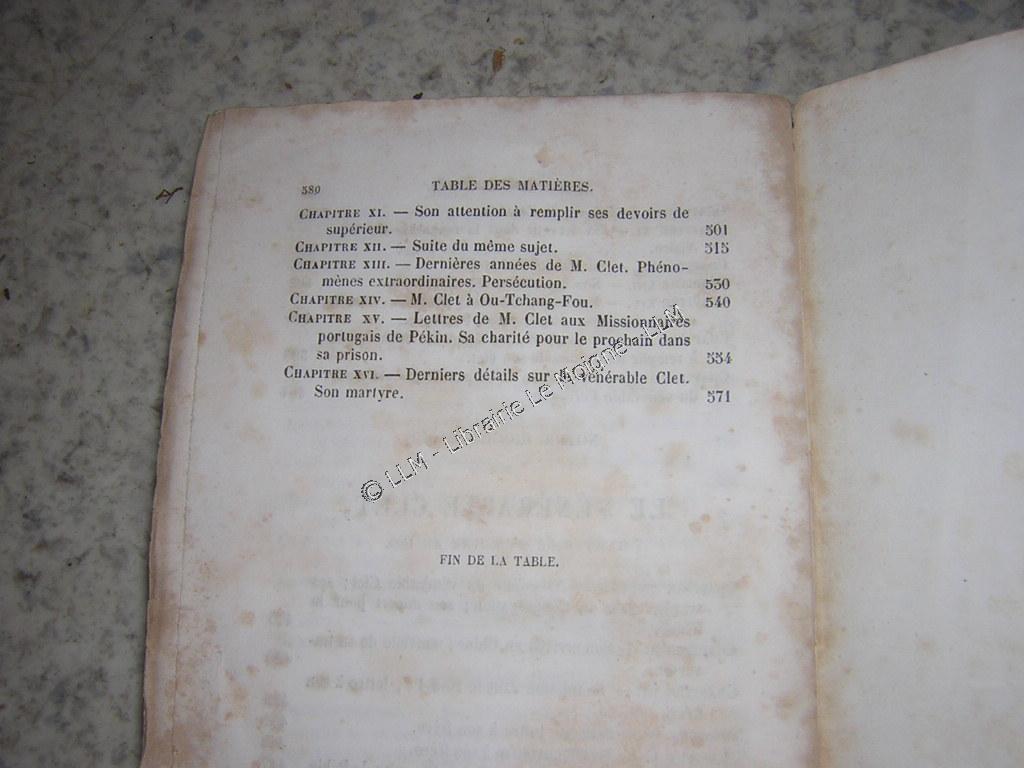 580 TABLE DES MATIÈRES.
CHAPITRE XI. — Son attention à remplir ses devoirs de
supérieur. 501
CHAPITRE XII. — Suite du même sujet. 515
CHAPITRE XIII. — Dernières années de M. Clet. Phéno-
mènes extraordinaires. Persécution. 530
CHAPITRE XIV. — M. Clet à Ou-Tchang-Fou. 540
CHAPITRE XV. — Lettres de M. Clet aux Missionnaires
portugais de Pékin. Sa charité pour le prochain dans
sa prison. 554
CHAPITRE XVI. — Derniers détails sur le vénérable Clet.
Son martyre. 571
© LLM - Librairie Le Moigne - LLM
LE VÉNÉRABLE CLET.
FIN DE LA TABLE.